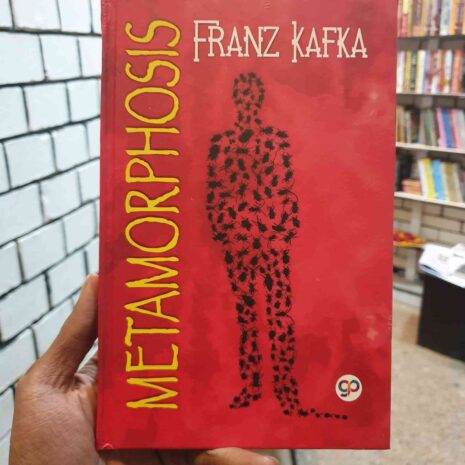 FRANZ KAFKA
METAMORPHOSIS
gp